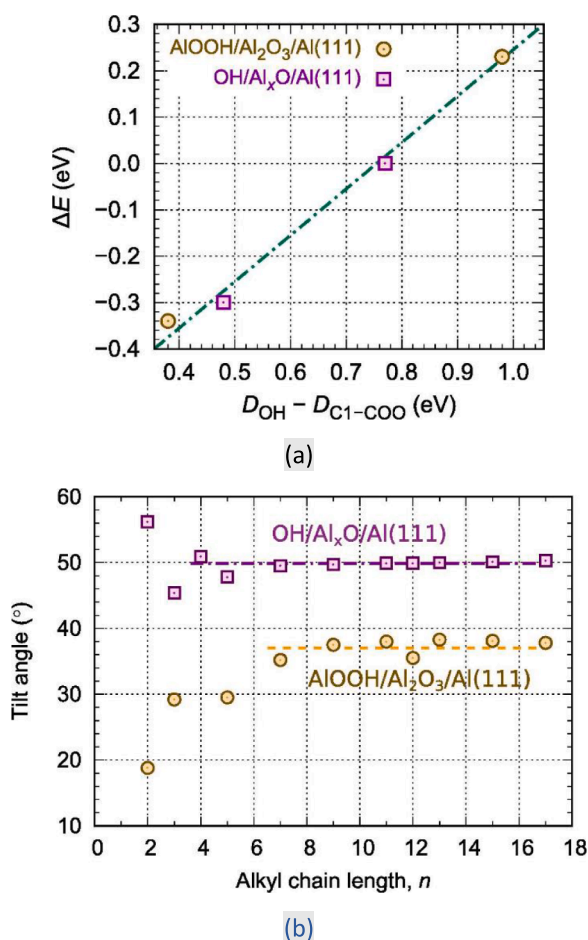 AlOOH/Al₂O₃/Al(111)
OH/AlₓO/Al(111)
ΔE (eV)
0.3
0.2
0.1
0.0
−0.1
−0.2
−0.3
−0.4
0.4 0.5 0.6 0.7 0.8 0.9 1.0
D_OH − D_C1−COO (eV)
(a)
60
50
40
30
20
10
Tilt angle (°)
OH/AlₓO/Al(111)
AlOOH/Al₂O₃/Al(111)
0 2 4 6 8 10 12 14 16 18
Alkyl chain length, n
(b)